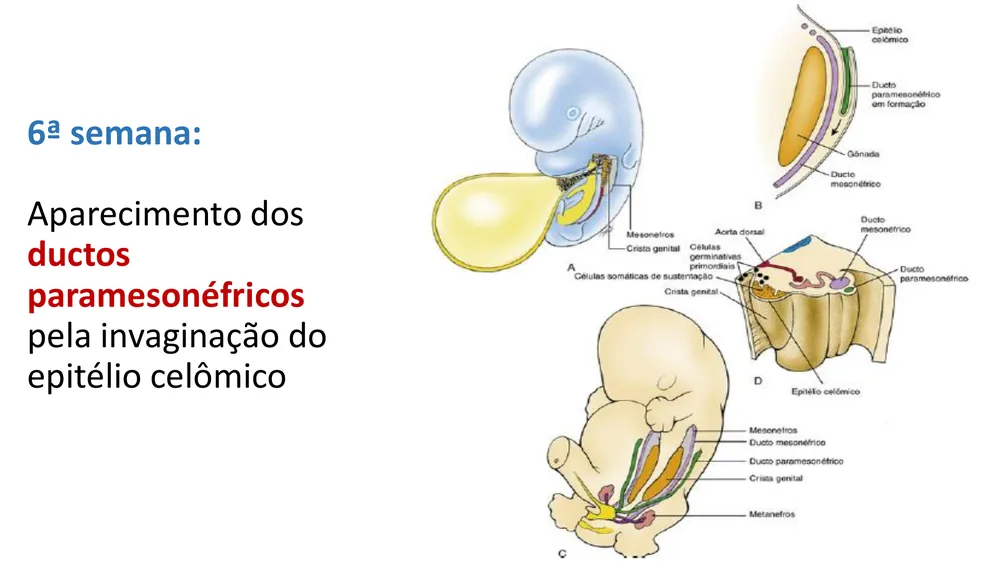 6ª semana:
Aparecimento dos
ductos
paramesonéfricos
pela invaginação do
epitélio celômico
Mesonefros
Crista genital
A
Epitélio
celômico
Ducto
paramesonéfrico
em formação
Gônada
Ducto
mesonéfrico
B
Ducto
mesonéfrico
Aorta dorsal
Células
germinativas
primordiais
Ducto
paramesonéfrico
Células somáticas de sustentação
Crista genital
D
Epitélio celômico
Mesonefros
Ducto mesonéfrico
Ducto paramesonéfrico
Crista genital
Metanefros
C